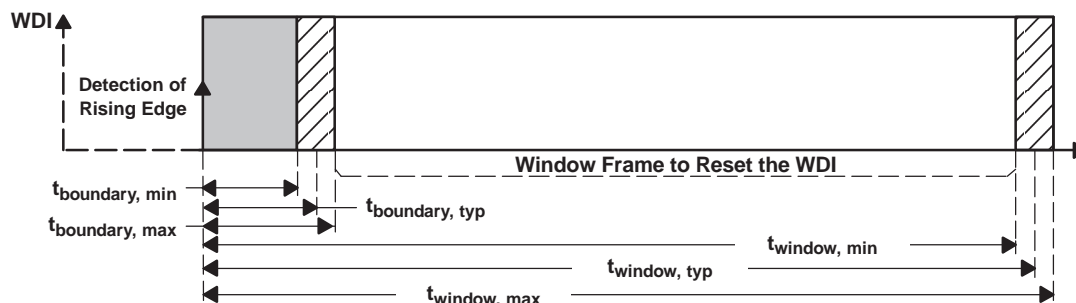 WDI
Detection of
Rising Edge
Window Frame to Reset the WDI
tboundary, min
tboundary, typ
tboundary, max
twindow, min
twindow, typ
twindow, max